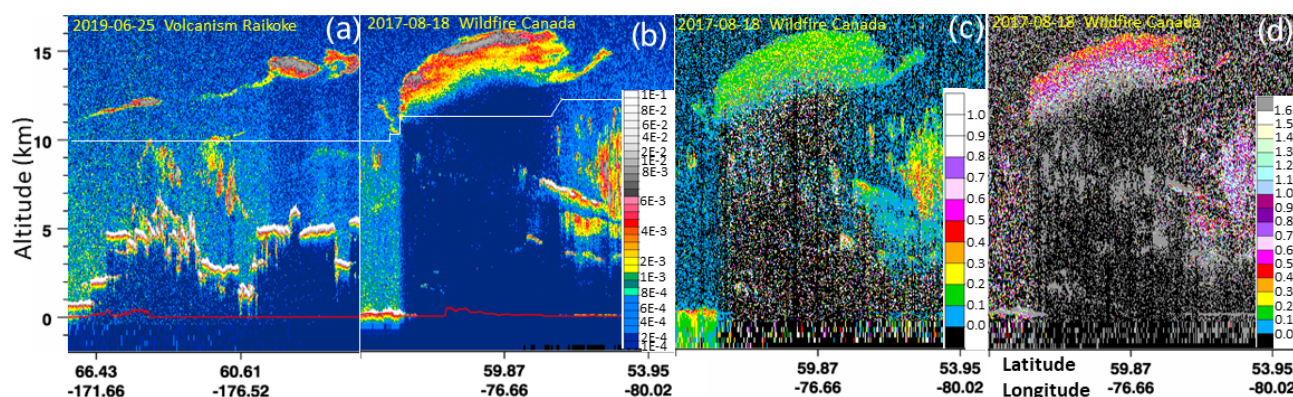 2019-06-25 Volcanism Raikoke
(a)
2017-08-18 Wildfire Canada
(b)
2017-08-18 Wildfire Canada
(c)
2017-08-18 Wildfire Canada
(d)
Altitude (km)
15
10
5
0
1E-1
8E-2
6E-2
4E-2
2E-2
1E-2
8E-3
6E-3
4E-3
2E-3
1E-3
8E-4
6E-4
4E-4
2E-4
1E-4
1.0
0.9
0.8
0.7
0.6
0.5
0.4
0.3
0.2
0.1
0.0
1.6
1.5
1.4
1.3
1.2
1.1
1.0
0.9
0.8
0.7
0.6
0.5
0.4
0.3
0.2
0.1
0.0
66.43 60.61 59.87 53.95 59.87 53.95 Latitude 59.87 53.95
-171.66 -176.52 -76.66 -80.02 -76.66 -80.02 Longitude -76.66 -80.02